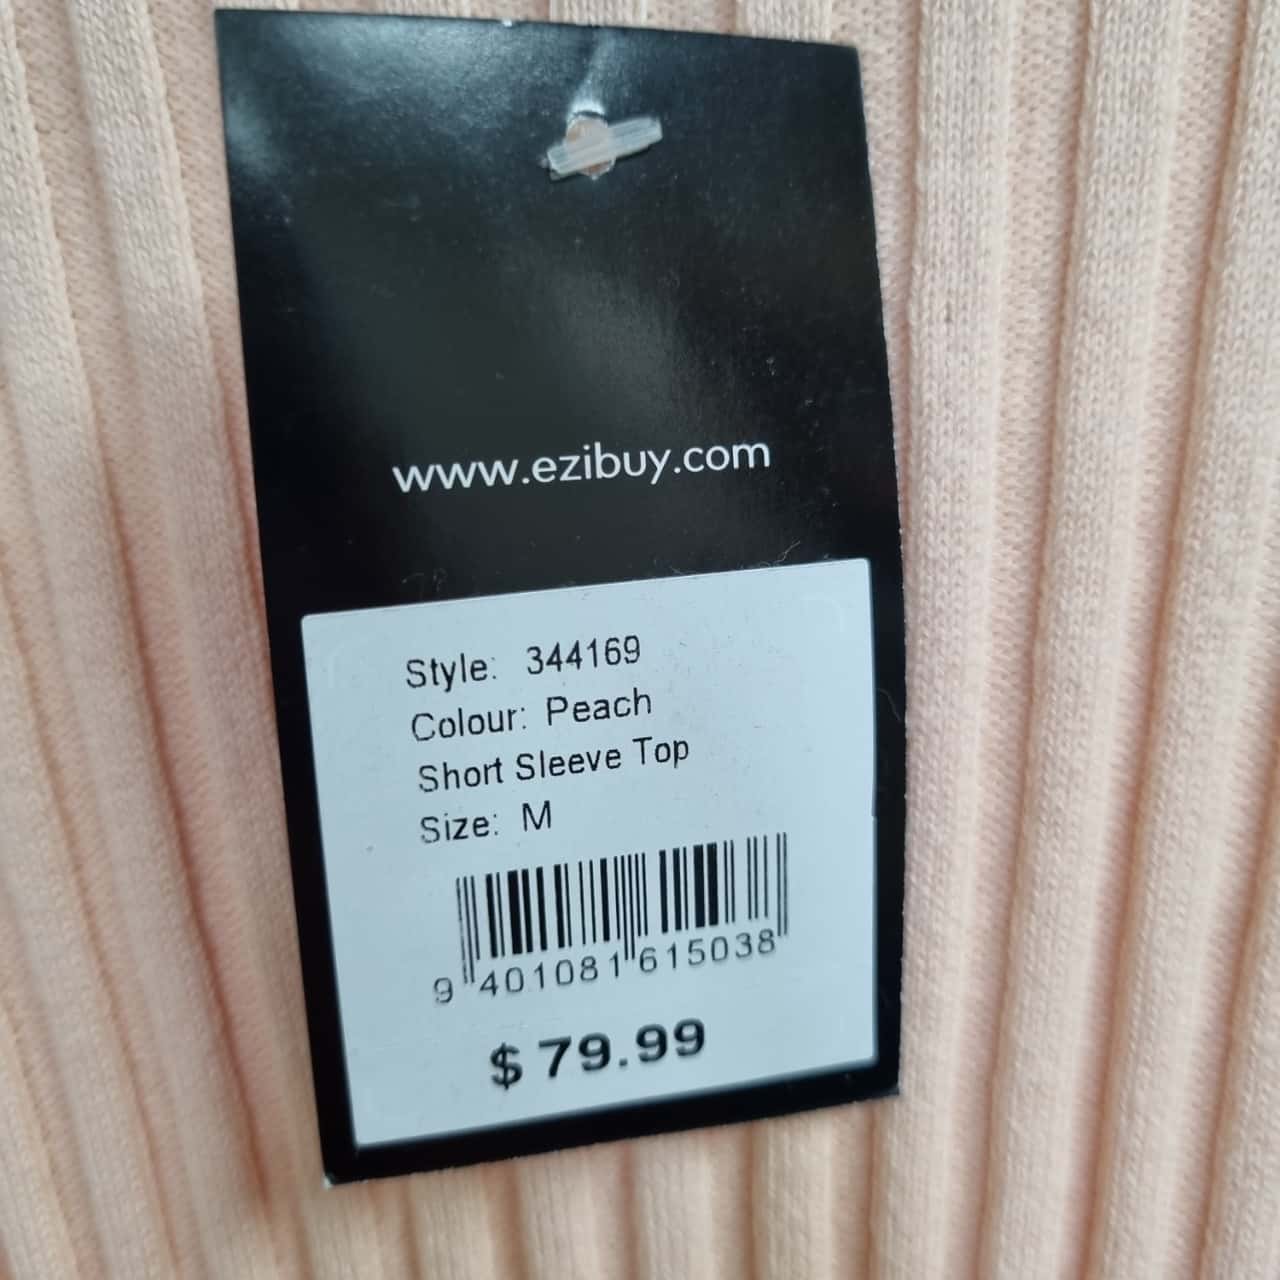 www.ezibuy.com
Style: 344169
Colour: Peach
Short Sleeve Top
Size: M
9 401081 615038
$ 79.99